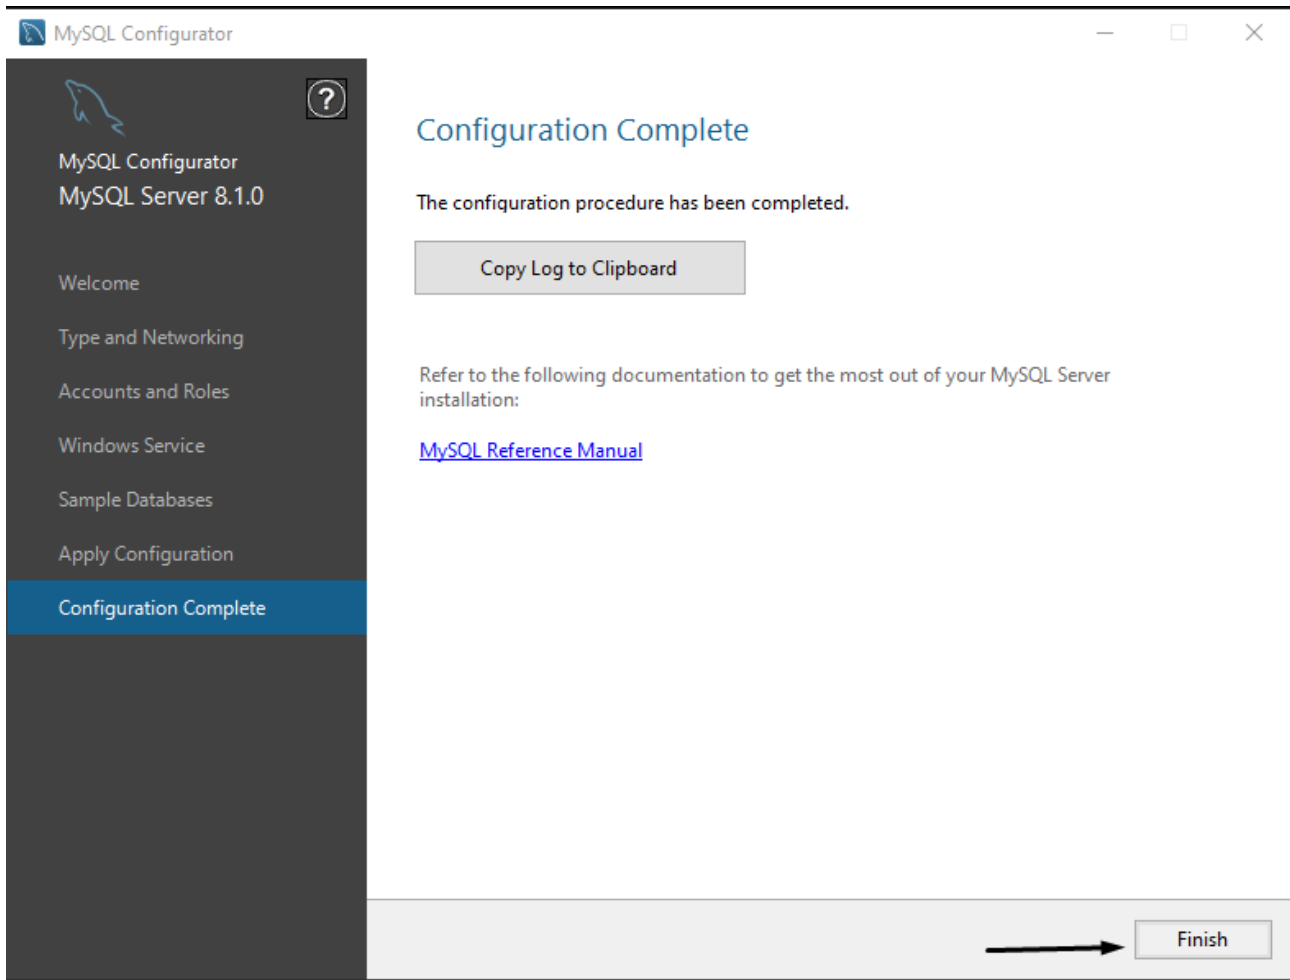 MySQL Configurator
?
MySQL Configurator
MySQL Server 8.1.0
Welcome
Type and Networking
Accounts and Roles
Windows Service
Sample Databases
Apply Configuration
Configuration Complete
Configuration Complete
The configuration procedure has been completed.
Copy Log to Clipboard
Refer to the following documentation to get the most out of your MySQL Server
installation:
MySQL Reference Manual
Finish